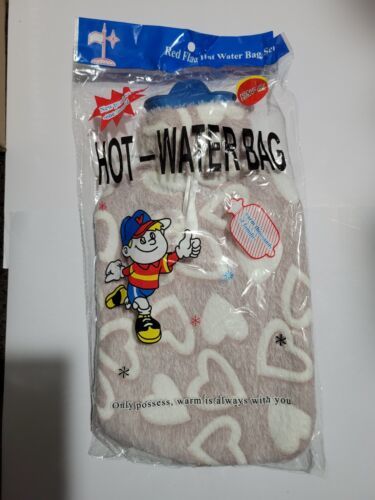 Red Flag Hot Water Bag Set
HOT-WATER BAG
Only possess, warm is always with you.